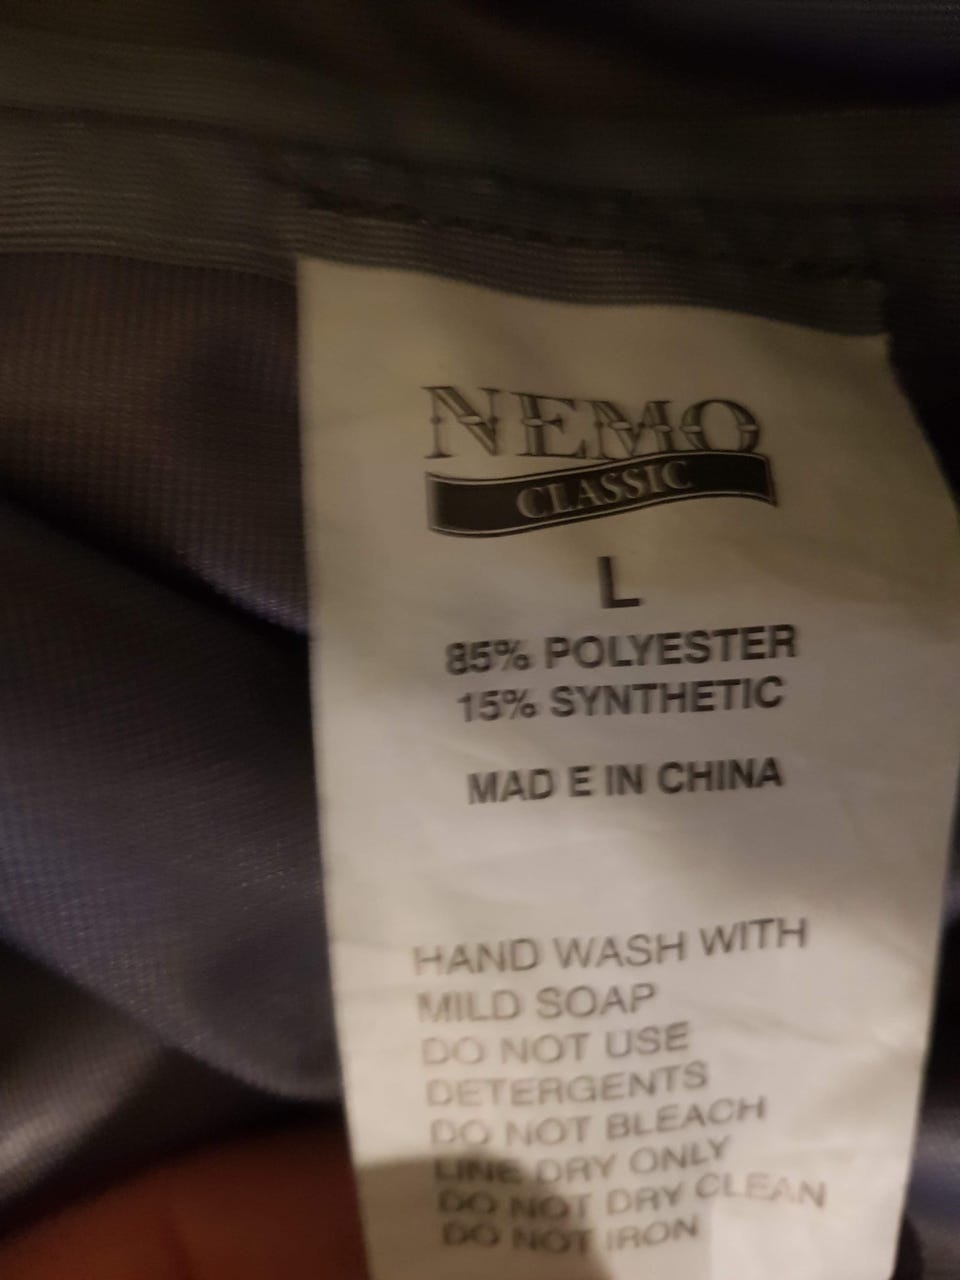 NEMO
CLASSIC
L
85% POLYESTER
15% SYNTHETIC
MAD E IN CHINA
HAND WASH WITH
MILD SOAP
DO NOT USE
DETERGENTS
DO NOT BLEACH
LINE DRY ONLY
DO NOT DRY CLEAN
DO NOT IRON